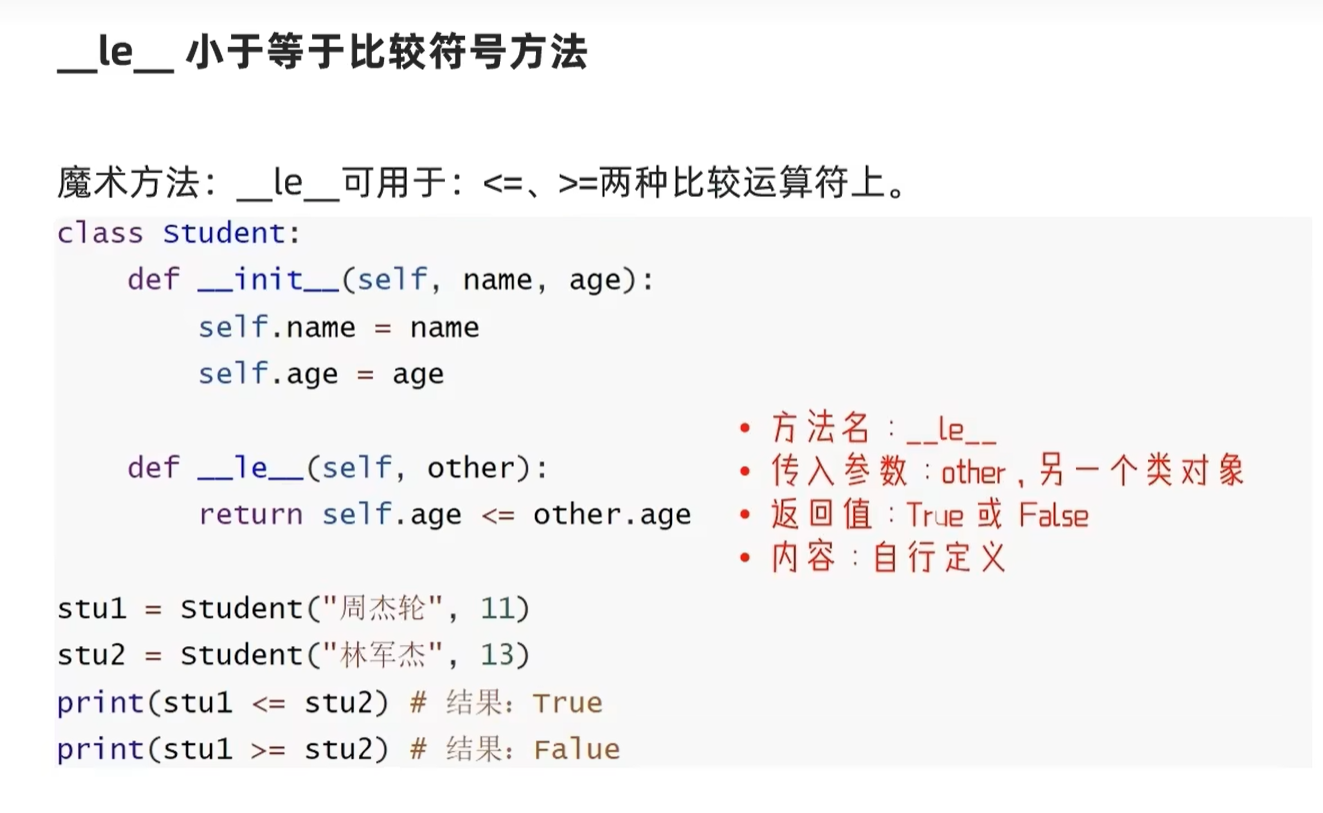 __le__ 小于等于比较符号方法
魔术方法：__le__可用于：<=、>=两种比较运算符上。
class Student:
    def __init__(self, name, age):
        self.name = name
        self.age = age
    def __le__(self, other):
        return self.age <= other.age
• 方法名：__le__
• 传入参数：other，另一个类对象
• 返回值：True 或 False
• 内容：自行定义
stu1 = Student("周杰轮", 11)
stu2 = Student("林军杰", 13)
print(stu1 <= stu2) # 结果：True
print(stu1 >= stu2) # 结果：Falue